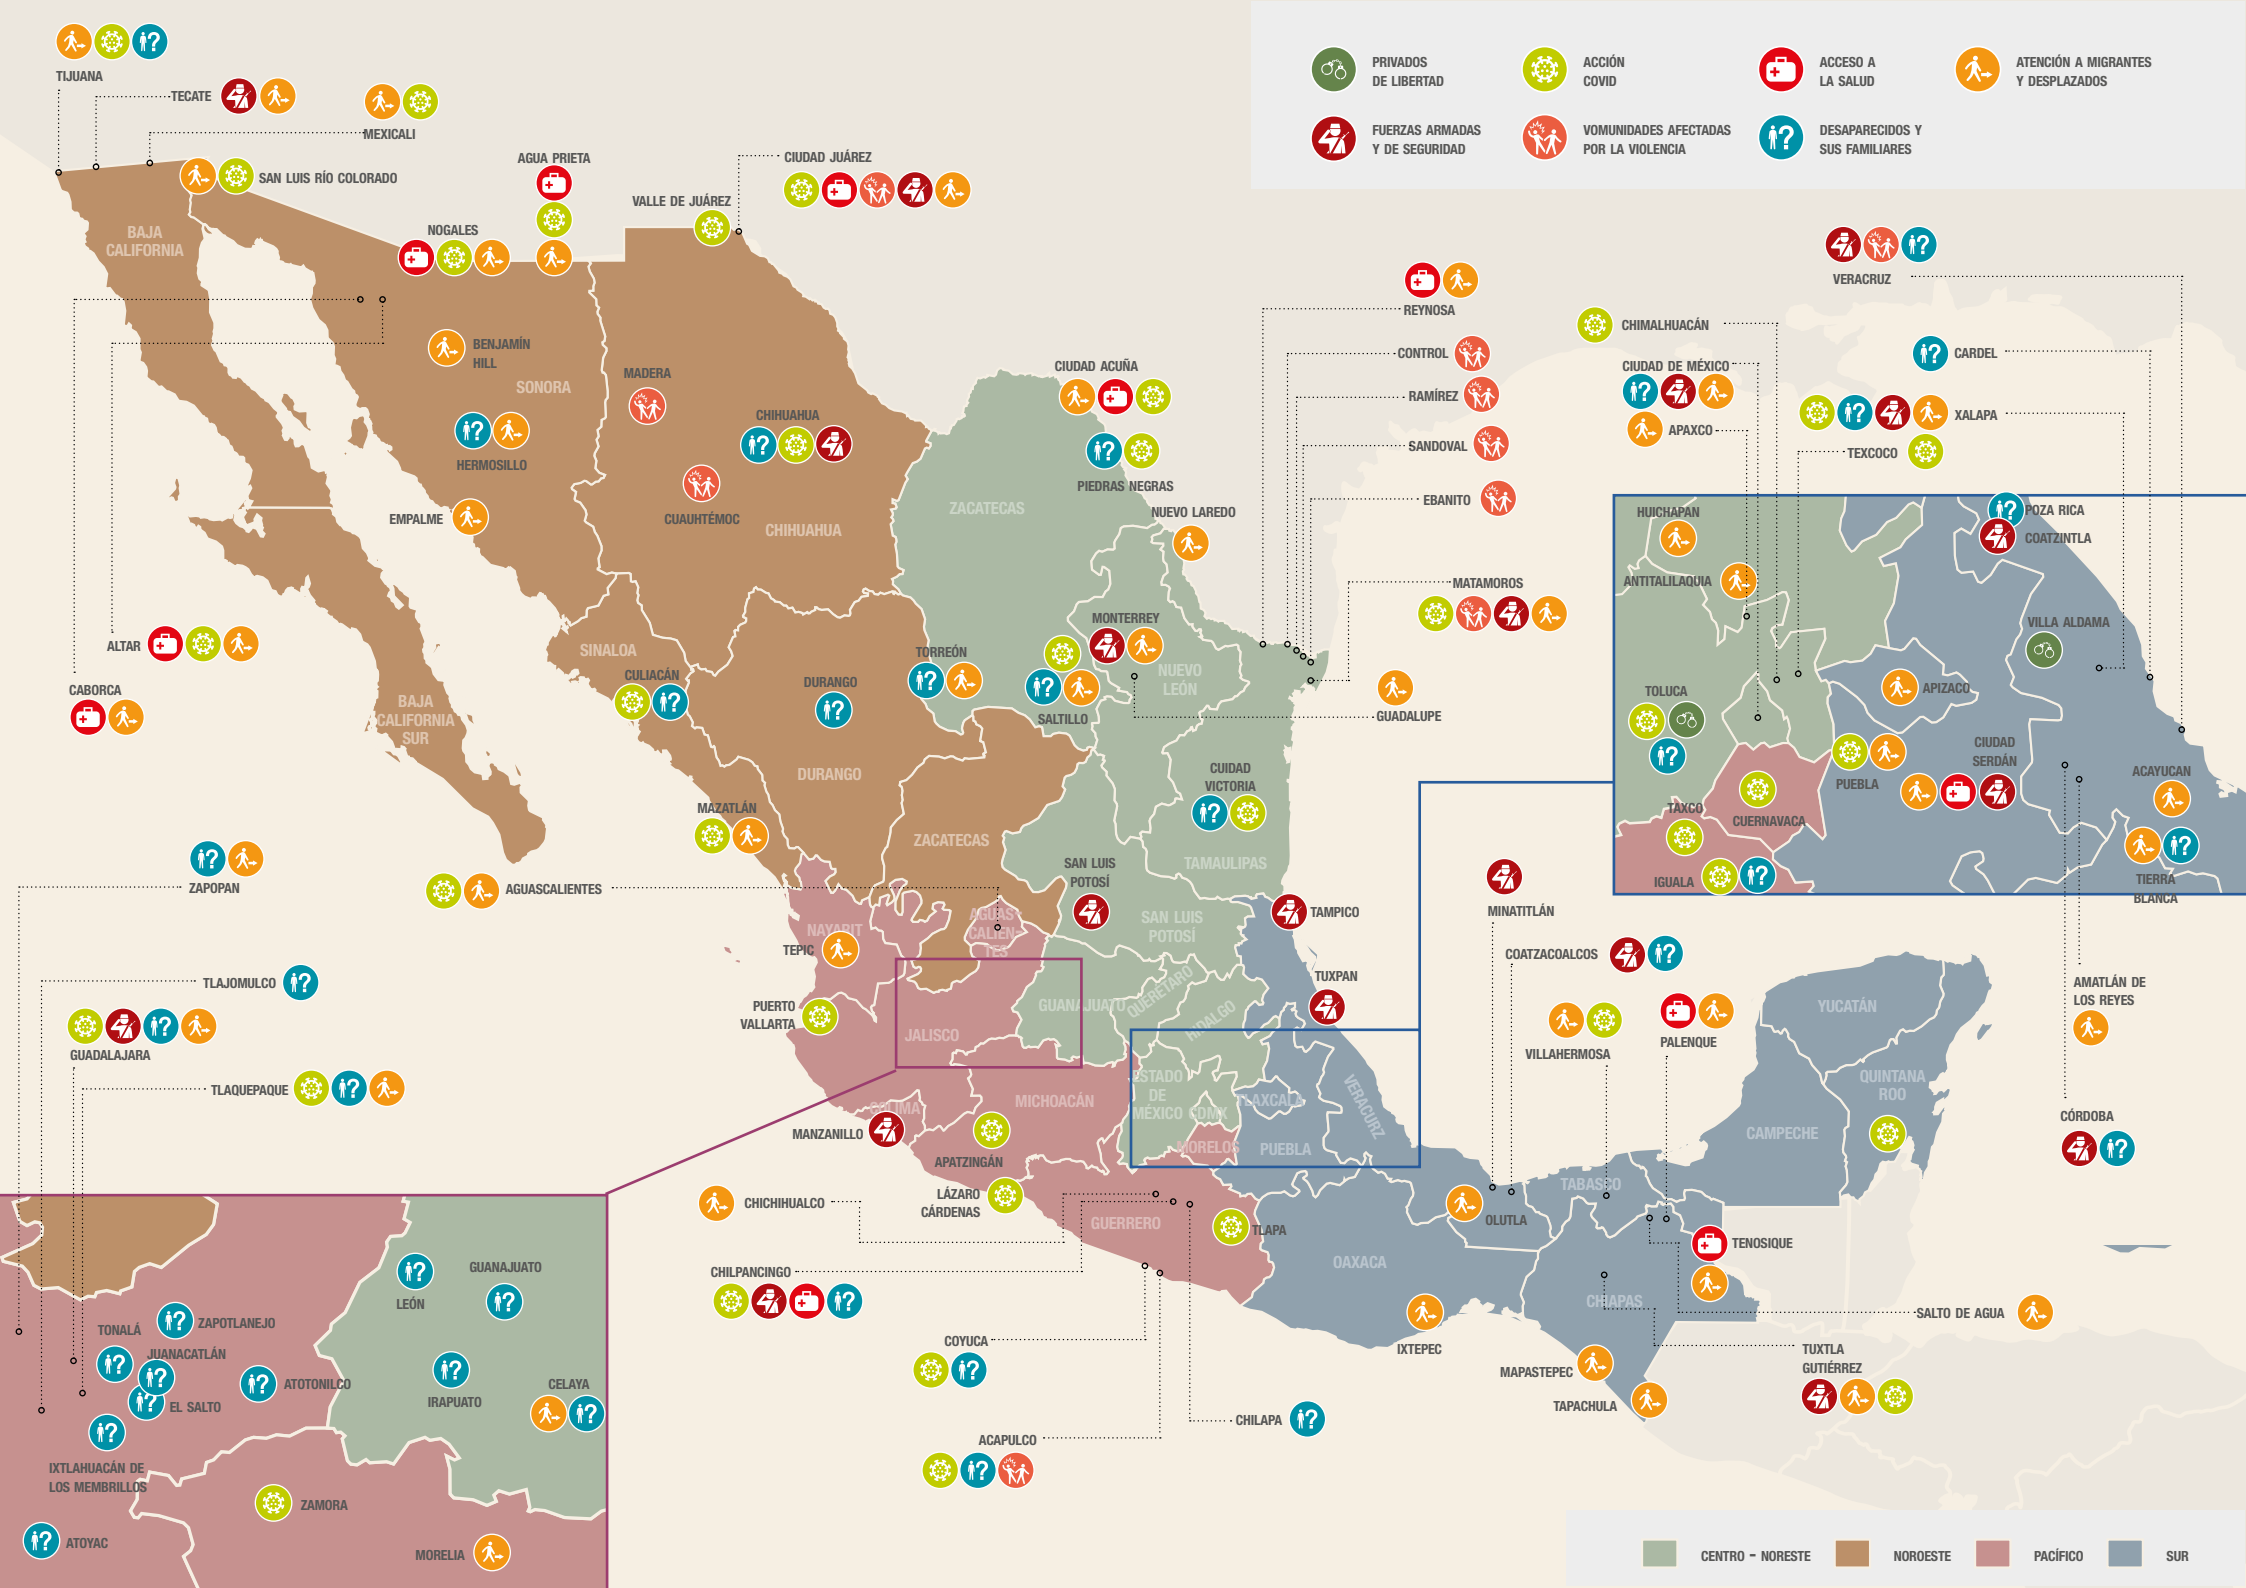 PRIVADOS
DE LIBERTAD
ACCIÓN
COVID
ACCESO A
LA SALUD
ATENCIÓN A MIGRANTES
Y DESPLAZADOS
FUERZAS ARMADAS
Y DE SEGURIDAD
VOMUNIDADES AFECTADAS
POR LA VIOLENCIA
DESAPARECIDOS Y
SUS FAMILIARES
TIJUANA
TECATE
MEXICALI
SAN LUIS RÍO COLORADO
AGUA PRIETA
NOGALES
VALLE DE JUÁREZ
CIUDAD JUÁREZ
BAJA
CALIFORNIA
BENJAMÍN
HILL
SONORA
HERMOSILLO
EMPALME
MADERA
CHIHUAHUA
CUAUHTÉMOC
CHIHUAHUA
CIUDAD ACUÑA
PIEDRAS NEGRAS
ZACATECAS
NUEVO LAREDO
REYNOSA
CONTROL
RAMÍREZ
SANDOVAL
EBANITO
MATAMOROS
GUADALUPE
VERACRUZ
CHIMALHUACÁN
CIUDAD DE MÉXICO
APAXCO
CARDEL
XALAPA
TEXCOCO
HUICHAPAN
ANTITALILAQUIA
POZA RICA
COATZINTLA
VILLA ALDAMA
TOLUCA
APIZACO
CIUDAD
SERDÁN
PUEBLA
ACAYUCAN
TAXCO
CUERNAVACA
IGUALA
TIERRA
BLANCA
ALTAR
CABORCA
BAJA
CALIFORNIA
SUR
SINALOA
CULIACÁN
DURANGO
DURANGO
TORREÓN
MONTERREY
NUEVO
LEÓN
SALTILLO
MAZATLÁN
ZACATECAS
CUIDAD
VICTORIA
TAMAULIPAS
SAN LUIS
POTOSÍ
SAN LUIS
POTOSÍ
TAMPICO
TUXPAN
ZAPOPAN
AGUASCALIENTES
AGUAS-
CALIEN-
TES
NAYARIT
TEPIC
PUERTO
VALLARTA
JALISCO
GUANAJUATO
QUERÉTARO
HIDALGO
TLAJOMULCO
GUADALAJARA
TLAQUEPAQUE
COLIMA
MANZANILLO
MICHOACÁN
APATZINGÁN
LÁZARO
CÁRDENAS
ESTADO
DE
MÉXICO
CDMX
TLAXCALA
MORELOS
PUEBLA
VERACURZ
MINATITLÁN
COATZACOALCOS
VILLAHERMOSA
PALENQUE
YUCATÁN
QUINTANA
ROO
CAMPECHE
AMATLÁN DE
LOS REYES
CÓRDOBA
CHICHIHUALCO
CHILPANCINGO
GUERRERO
TLAPA
OAXACA
OLUTLA
TABASCO
TENOSIQUE
CHIAPAS
SALTO DE AGUA
TUXTLA
GUTIÉRREZ
IXTEPEC
MAPASTEPEC
TAPACHULA
COYUCA
CHILAPA
ACAPULCO
LEÓN
GUANAJUATO
IRAPUATO
CELAYA
ZAPOTLANEJO
TONALÁ
JUANACATLÁN
ATOTONILCO
EL SALTO
IXTLAHUACÁN DE
LOS MEMBRILLOS
ZAMORA
ATOYAC
MORELIA
CENTRO - NORESTE
NOROESTE
PACÍFICO
SUR